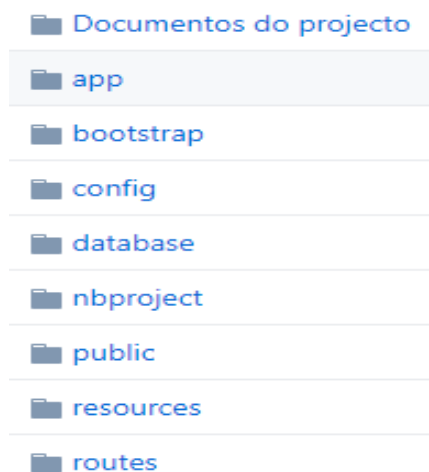 Documentos do projecto
app
bootstrap
config
database
nbproject
public
resources
routes